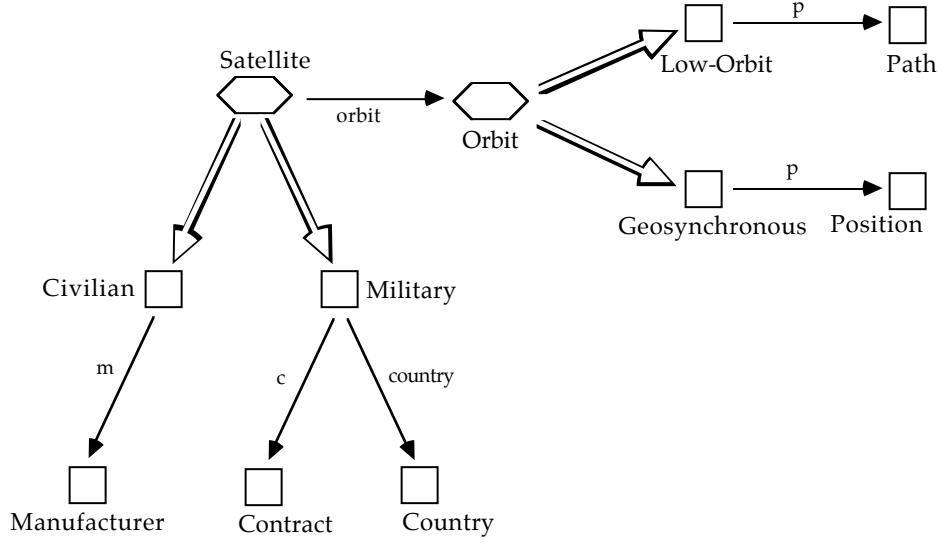 p
Satellite
Low-Orbit
Path
orbit
Orbit
p
Geosynchronous
Position
Civilian
Military
m
c
country
Manufacturer
Contract
Country